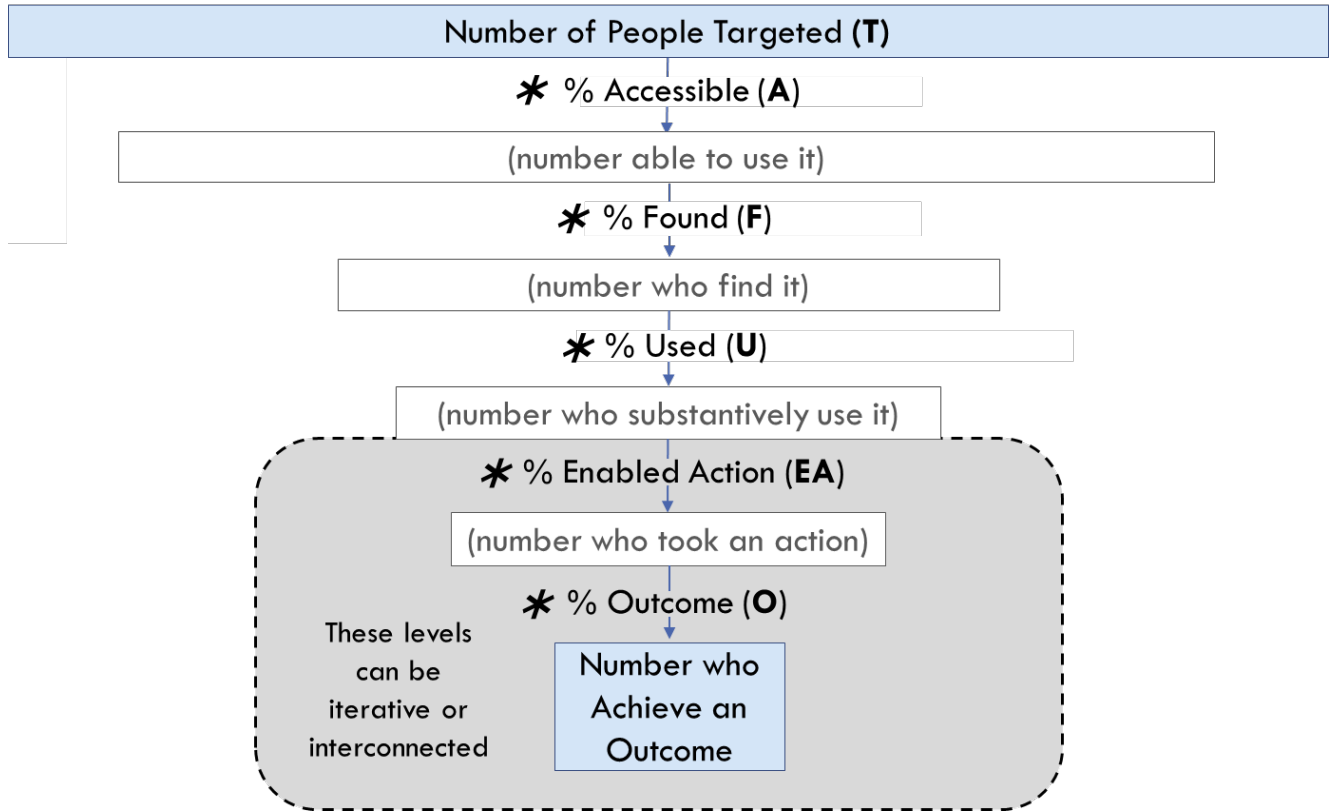 Number of People Targeted (T)
* % Accessible (A)
(number able to use it)
* % Found (F)
(number who find it)
* % Used (U)
(number who substantively use it)
* % Enabled Action (EA)
(number who took an action)
* % Outcome (O)
These levels
can be
iterative or
interconnected
Number who
Achieve an
Outcome